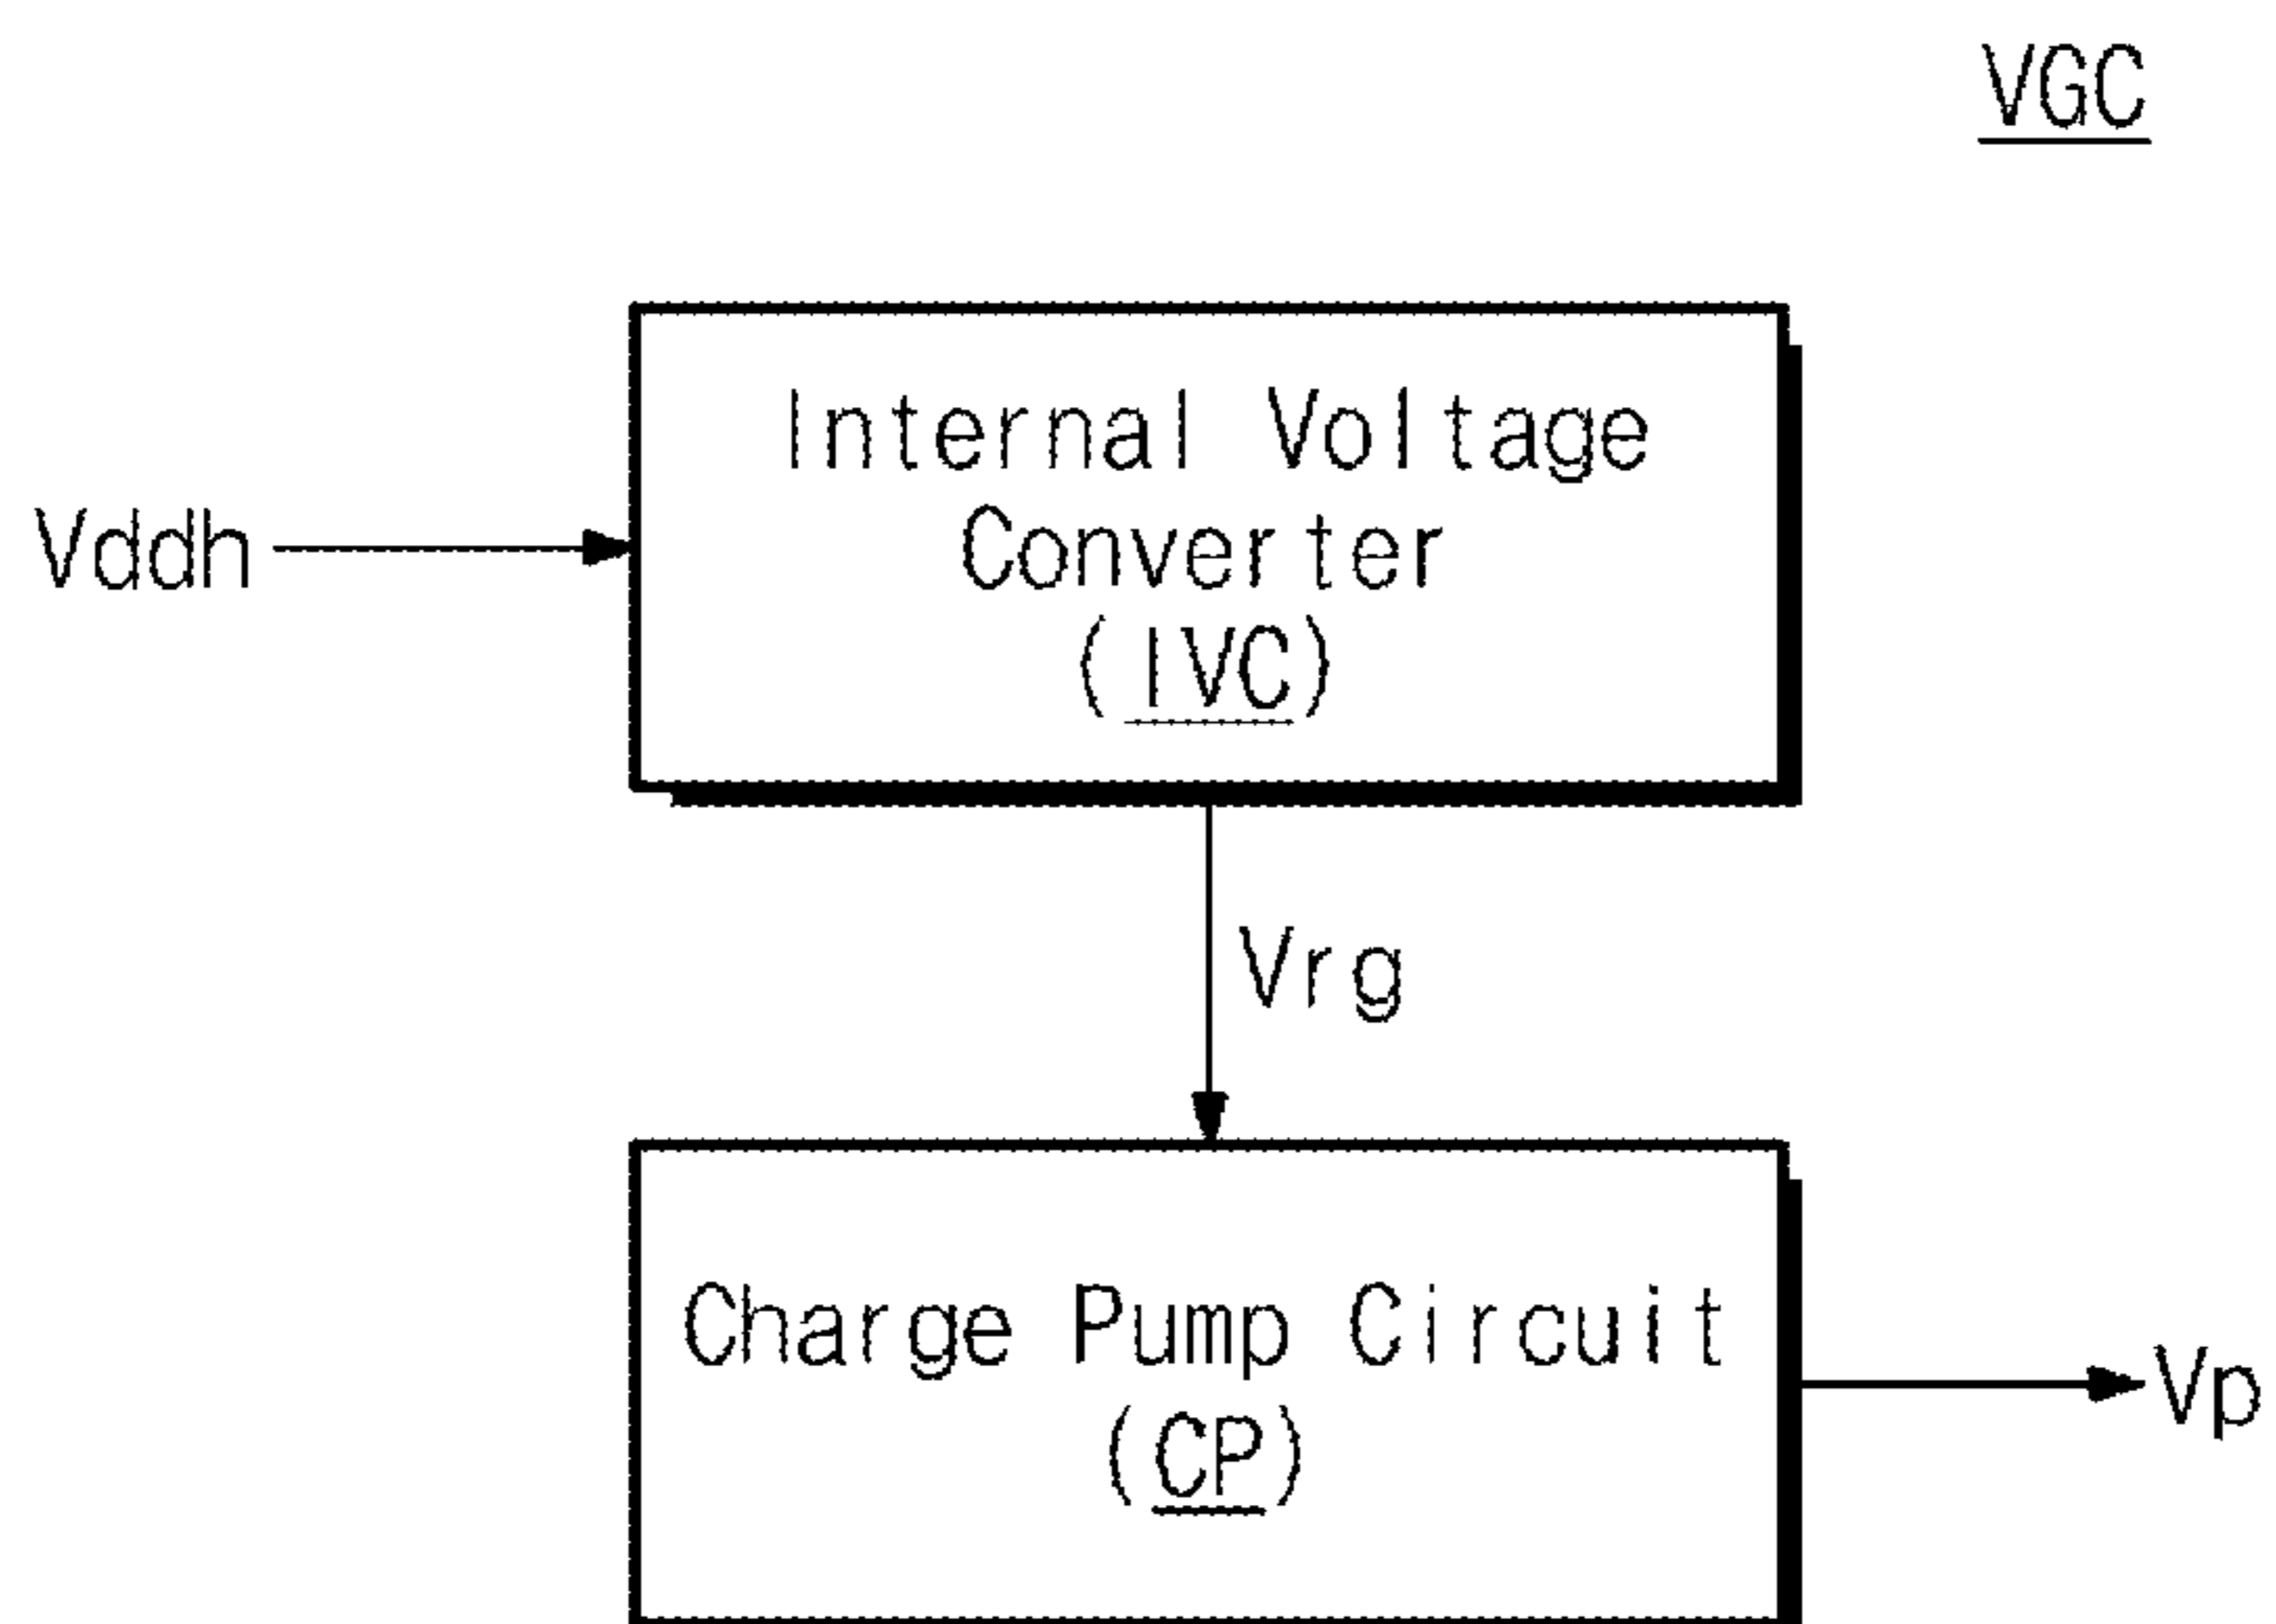 VGC
Internal Voltage
Converter
(IVC)
Vddh
Vrg
Charge Pump Circuit
(CP)
Vp